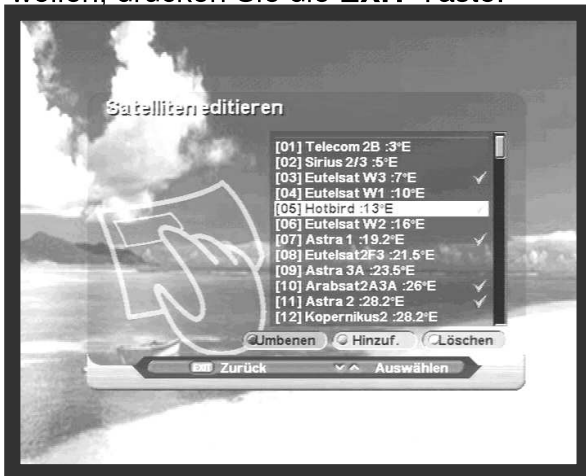 wollen, drücken Sie die EXIT-Taste.
Satelliten editieren
[01] Telecom 2B :3°E
[02] Sirius 2/3 :5°E
[03] Eutelsat W3 :7°E
[04] Eutelsat W1 :10°E
[05] Hotbird :13°E
[06] Eutelsat W2 :16°E
[07] Astra 1 :19.2°E
[08] Eutelsat2F3 :21.5°E
[09] Astra 3A :23.5°E
[10] Arabsat2A3A :26°E
[11] Astra 2 :28.2°E
[12] Kopernikus2 :28.2°E
Umbenen Hinzuf. Löschen
EXIT Zurück Auswählen